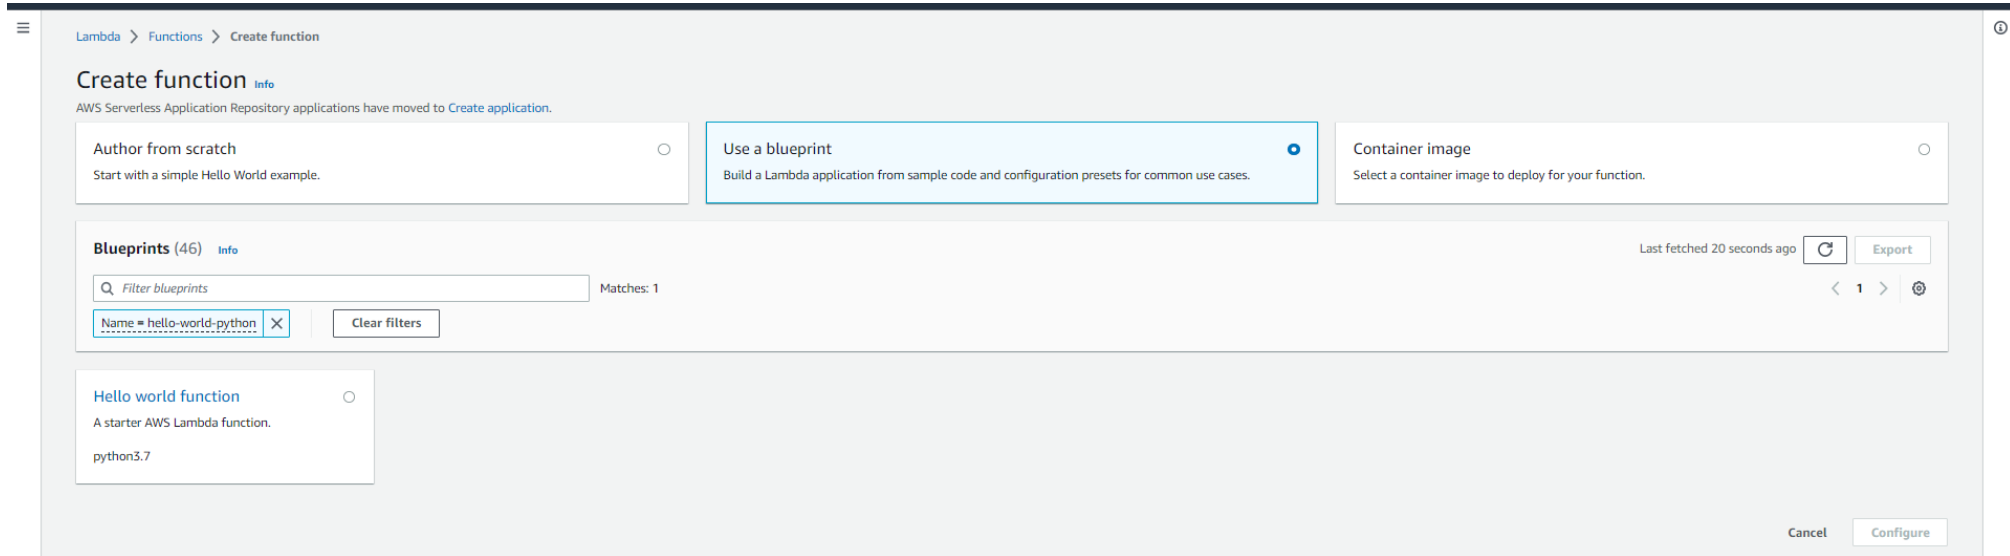 Lambda > Functions > Create function
Create function Info
AWS Serverless Application Repository applications have moved to Create application.
Author from scratch
Start with a simple Hello World example.
Use a blueprint
Build a Lambda application from sample code and configuration presets for common use cases.
Container image
Select a container image to deploy for your function.
Blueprints (46) Info
Last fetched 20 seconds ago
Export
Filter blueprints
Matches: 1
< 1 >
Name = hello-world-python
Clear filters
Hello world function
A starter AWS Lambda function.
python3.7
Cancel
Configure